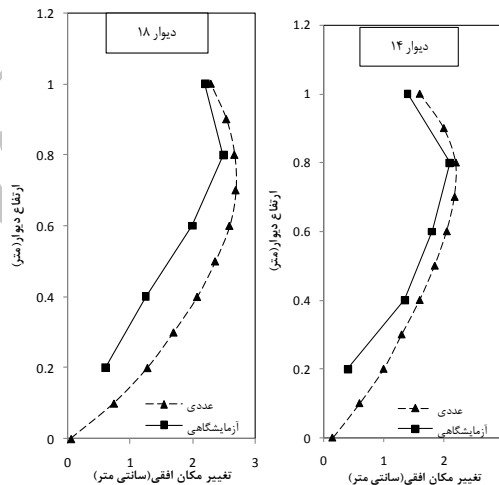 دیوار ۱۸
ارتفاع دیوار(متر)
1.2
1
0.8
0.6
0.4
0.2
0
0 1 2 3
عددی
آزمایشگاهی
تغییر مکان افقی(سانتی متر)
دیوار ۱۴
ارتفاع دیوار(متر)
1.2
1
0.8
0.6
0.4
0.2
0
0 1 2
عددی
آزمایشگاهی
تغییر مکان افقی(سانتی متر)